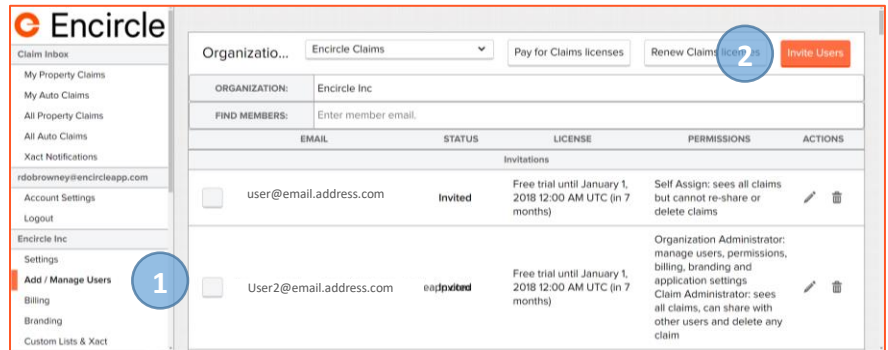 Encircle
Claim Inbox
My Property Claims
My Auto Claims
All Property Claims
All Auto Claims
Xact Notifications
rdobrowney@encircleapp.com
Account Settings
Logout
Encircle Inc
Settings
Add / Manage Users
1
Billing
Branding
Custom Lists & Xact
Organizatio...
Encircle Claims
Pay for Claims licenses
Renew Claims licenses
2
Invite Users
ORGANIZATION:
Encircle Inc
FIND MEMBERS:
Enter member email.
EMAIL
STATUS
LICENSE
PERMISSIONS
ACTIONS
Invitations
user@email.address.com
Invited
Free trial until January 1,
2018 12:00 AM UTC (in 7
months)
Self Assign: sees all claims
but cannot re-share or
delete claims
User2@email.address.com
Free trial until January 1,
2018 12:00 AM UTC (in 7
months)
Organization Administrator:
manage users, permissions,
billing, branding and
application settings
Claim Administrator: sees
all claims, can share with
other users and delete any
claim